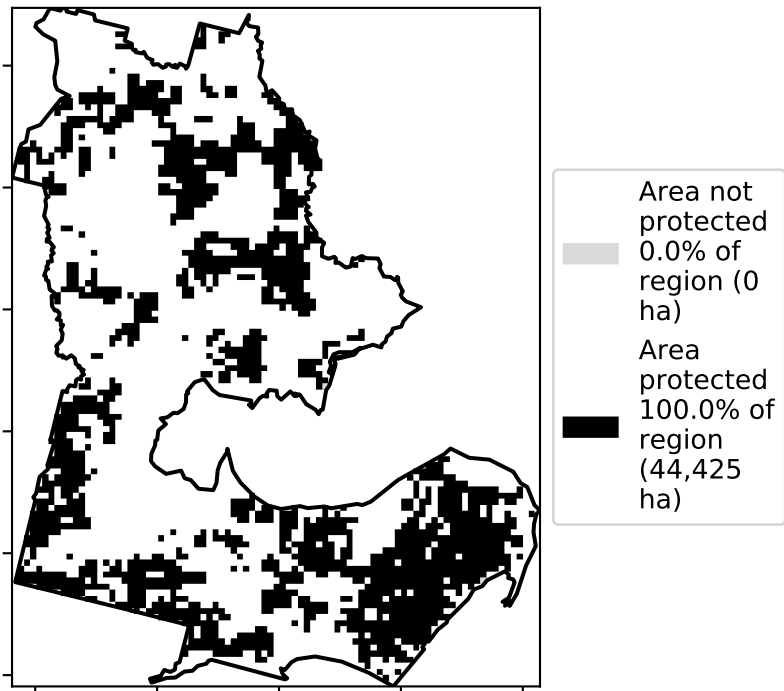 Area not
protected
0.0% of
region (0
ha)
Area
protected
100.0% of
region
(44,425
ha)